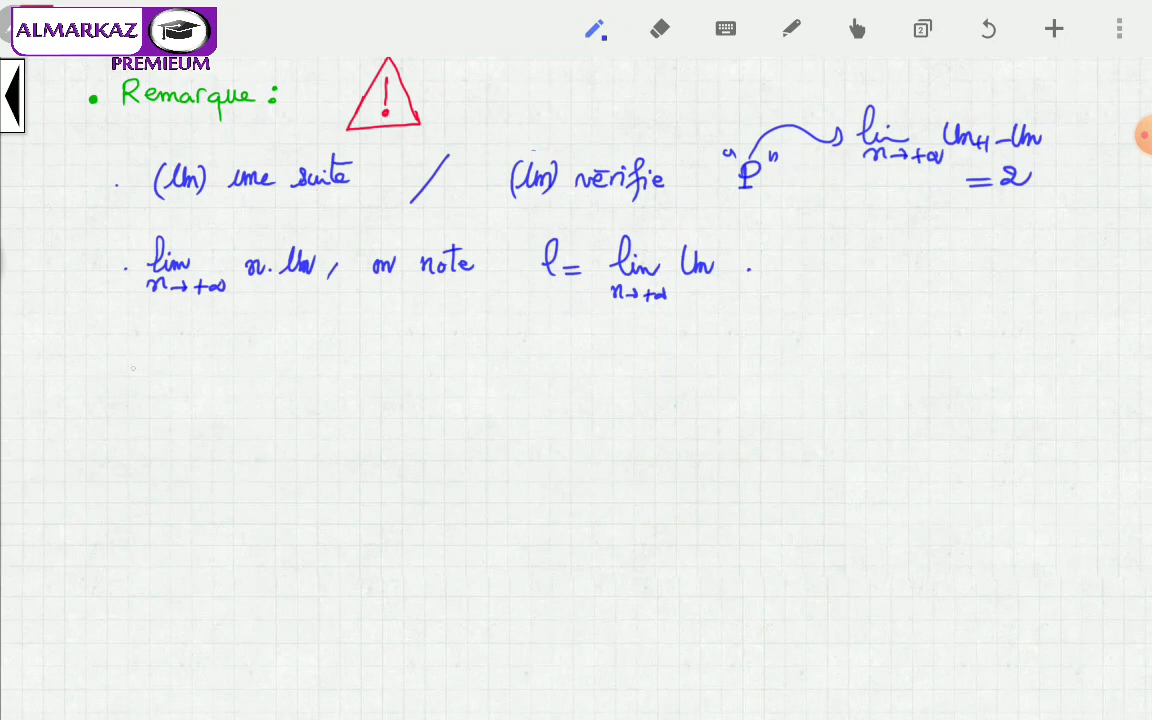 ALMARKAZ
PREMIEUM
2
• Remarque : !
. (Un) une suite / (Un) vérifie "P" lim n→+∞ Un+1 - Un = 2
. lim n→+∞ n.Un, on note l = lim n→+∞ Un .